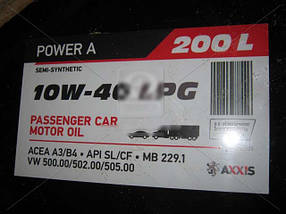 POWER A
200 L
SEMI-SYNTHETIC
10W-40 LPG
PASSENGER CAR
MOTOR OIL
ACEA A3/B4 • API SL/CF • MB 229.1
VW 500.00/502.00/505.00
AXXIS